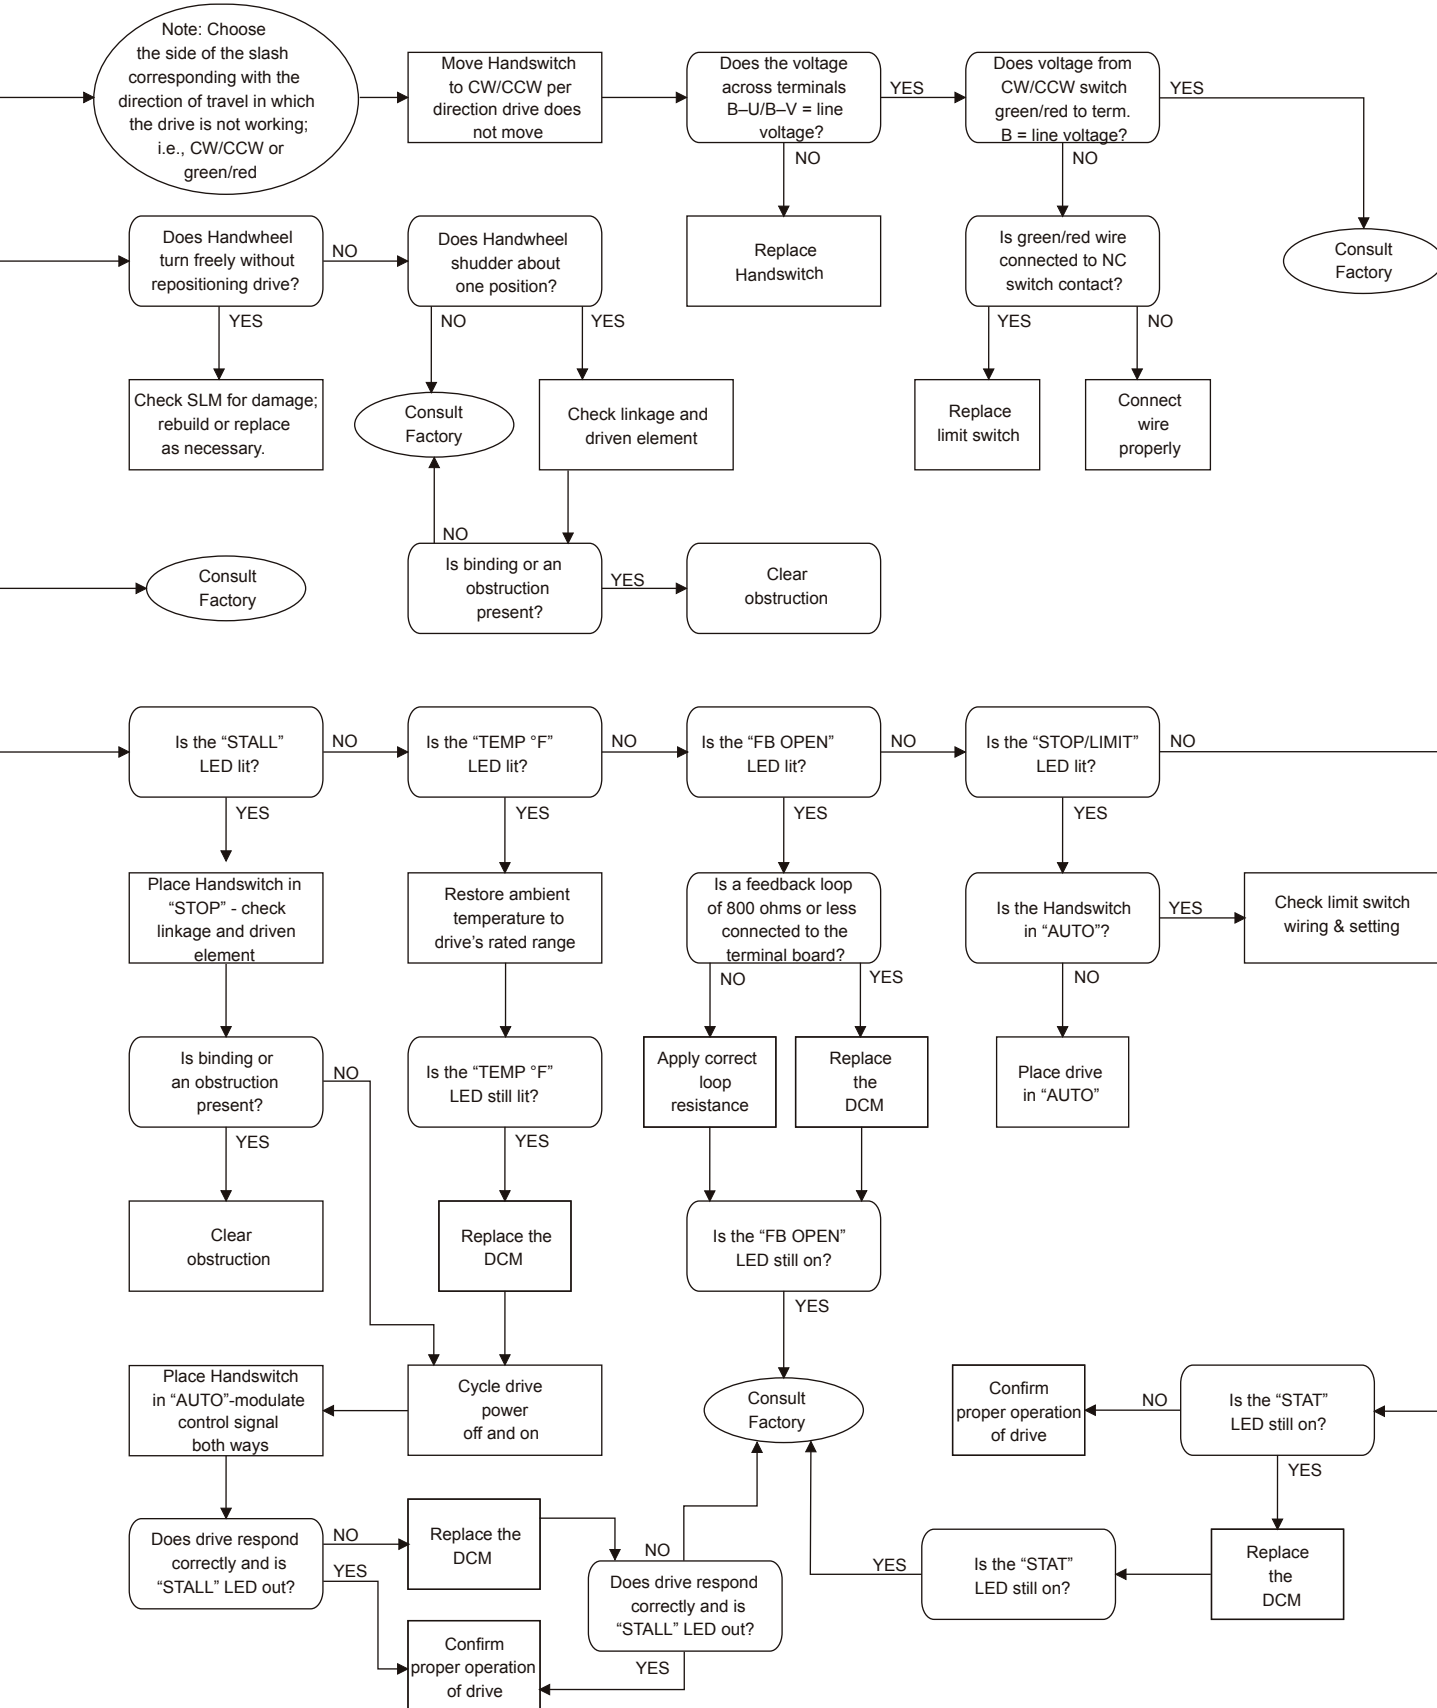 Note: Choose
the side of the slash
corresponding with the
direction of travel in which
the drive is not working;
i.e., CW/CCW or
green/red
Move Handswitch
to CW/CCW per
direction drive does
not move
Does the voltage
across terminals
B–U/B–V = line
voltage?
YES
NO
Does voltage from
CW/CCW switch
green/red to term.
B = line voltage?
YES
NO
Does Handwheel
turn freely without
repositioning drive?
NO
YES
Does Handwheel
shudder about
one position?
NO
YES
Replace
Handswitch
Is green/red wire
connected to NC
switch contact?
YES
NO
Consult
Factory
Check SLM for damage;
rebuild or replace
as necessary.
Consult
Factory
Check linkage and
driven element
Replace
limit switch
Connect
wire
properly
NO
Consult
Factory
Is binding or an
obstruction
present?
YES
Clear
obstruction
Is the “STALL”
LED lit?
NO
YES
Is the “TEMP °F”
LED lit?
NO
YES
Is the “FB OPEN”
LED lit?
NO
YES
Is the “STOP/LIMIT”
LED lit?
NO
YES
Place Handswitch in
“STOP” - check
linkage and driven
element
Restore ambient
temperature to
drive’s rated range
Is a feedback loop
of 800 ohms or less
connected to the
terminal board?
NO
YES
Is the Handswitch
in “AUTO”?
YES
NO
Check limit switch
wiring & setting
Is binding or
an obstruction
present?
NO
YES
Is the “TEMP °F”
LED still lit?
YES
Apply correct
loop
resistance
Replace
the
DCM
Place drive
in “AUTO”
Clear
obstruction
Replace the
DCM
Is the “FB OPEN”
LED still on?
YES
Place Handswitch
in “AUTO”-modulate
control signal
both ways
Cycle drive
power
off and on
Consult
Factory
Confirm
proper operation
of drive
NO
Is the “STAT”
LED still on?
YES
Does drive respond
correctly and is
“STALL” LED out?
NO
YES
Replace the
DCM
NO
Does drive respond
correctly and is
“STALL” LED out?
YES
YES
Is the “STAT”
LED still on?
Replace
the
DCM
Confirm
proper operation
of drive